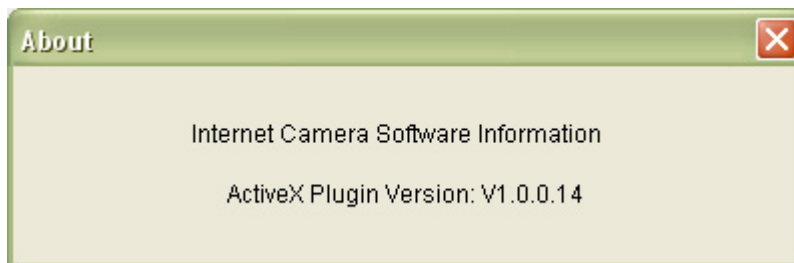 About
Internet Camera Software Information
ActiveX Plugin Version: V1.0.0.14